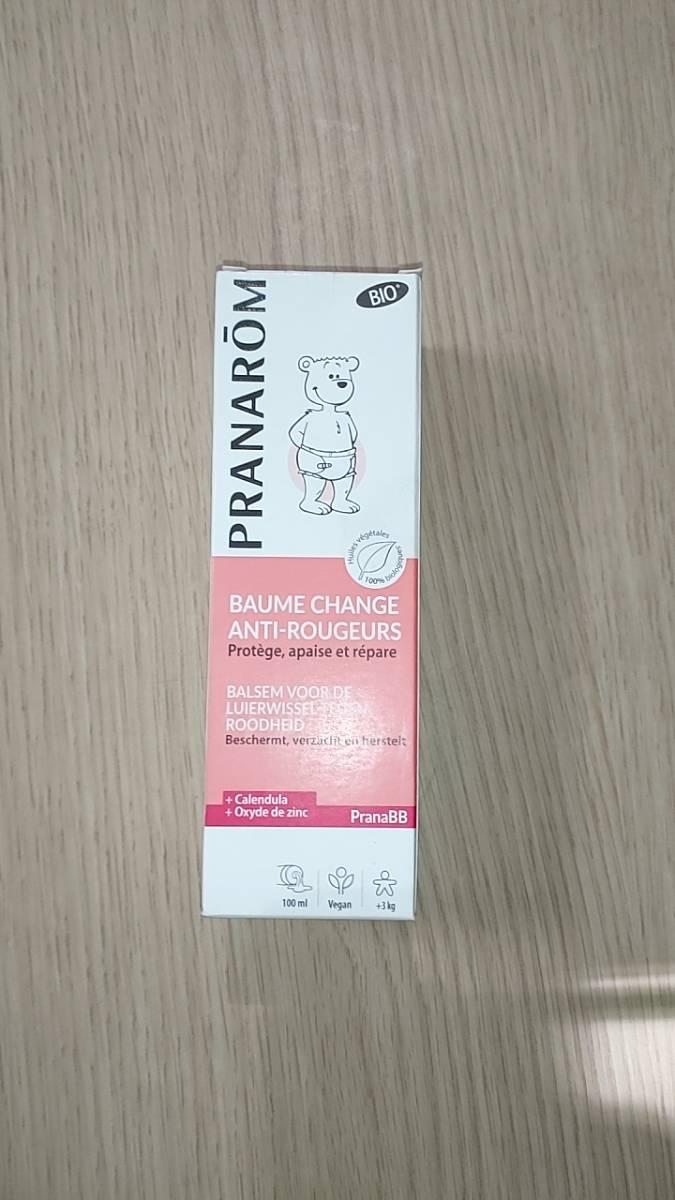 PRANARŌM
BIO*
Huiles végétales
100% biologiques
BAUME CHANGE
ANTI-ROUGEURS
Protège, apaise et répare
BALSEM VOOR DE
LUIERWISSEL TEGEN
ROODHEID
Beschermt, verzacht en herstelt
+ Calendula
+ Oxyde de zinc
PranaBB
100 ml
Vegan
+3 kg